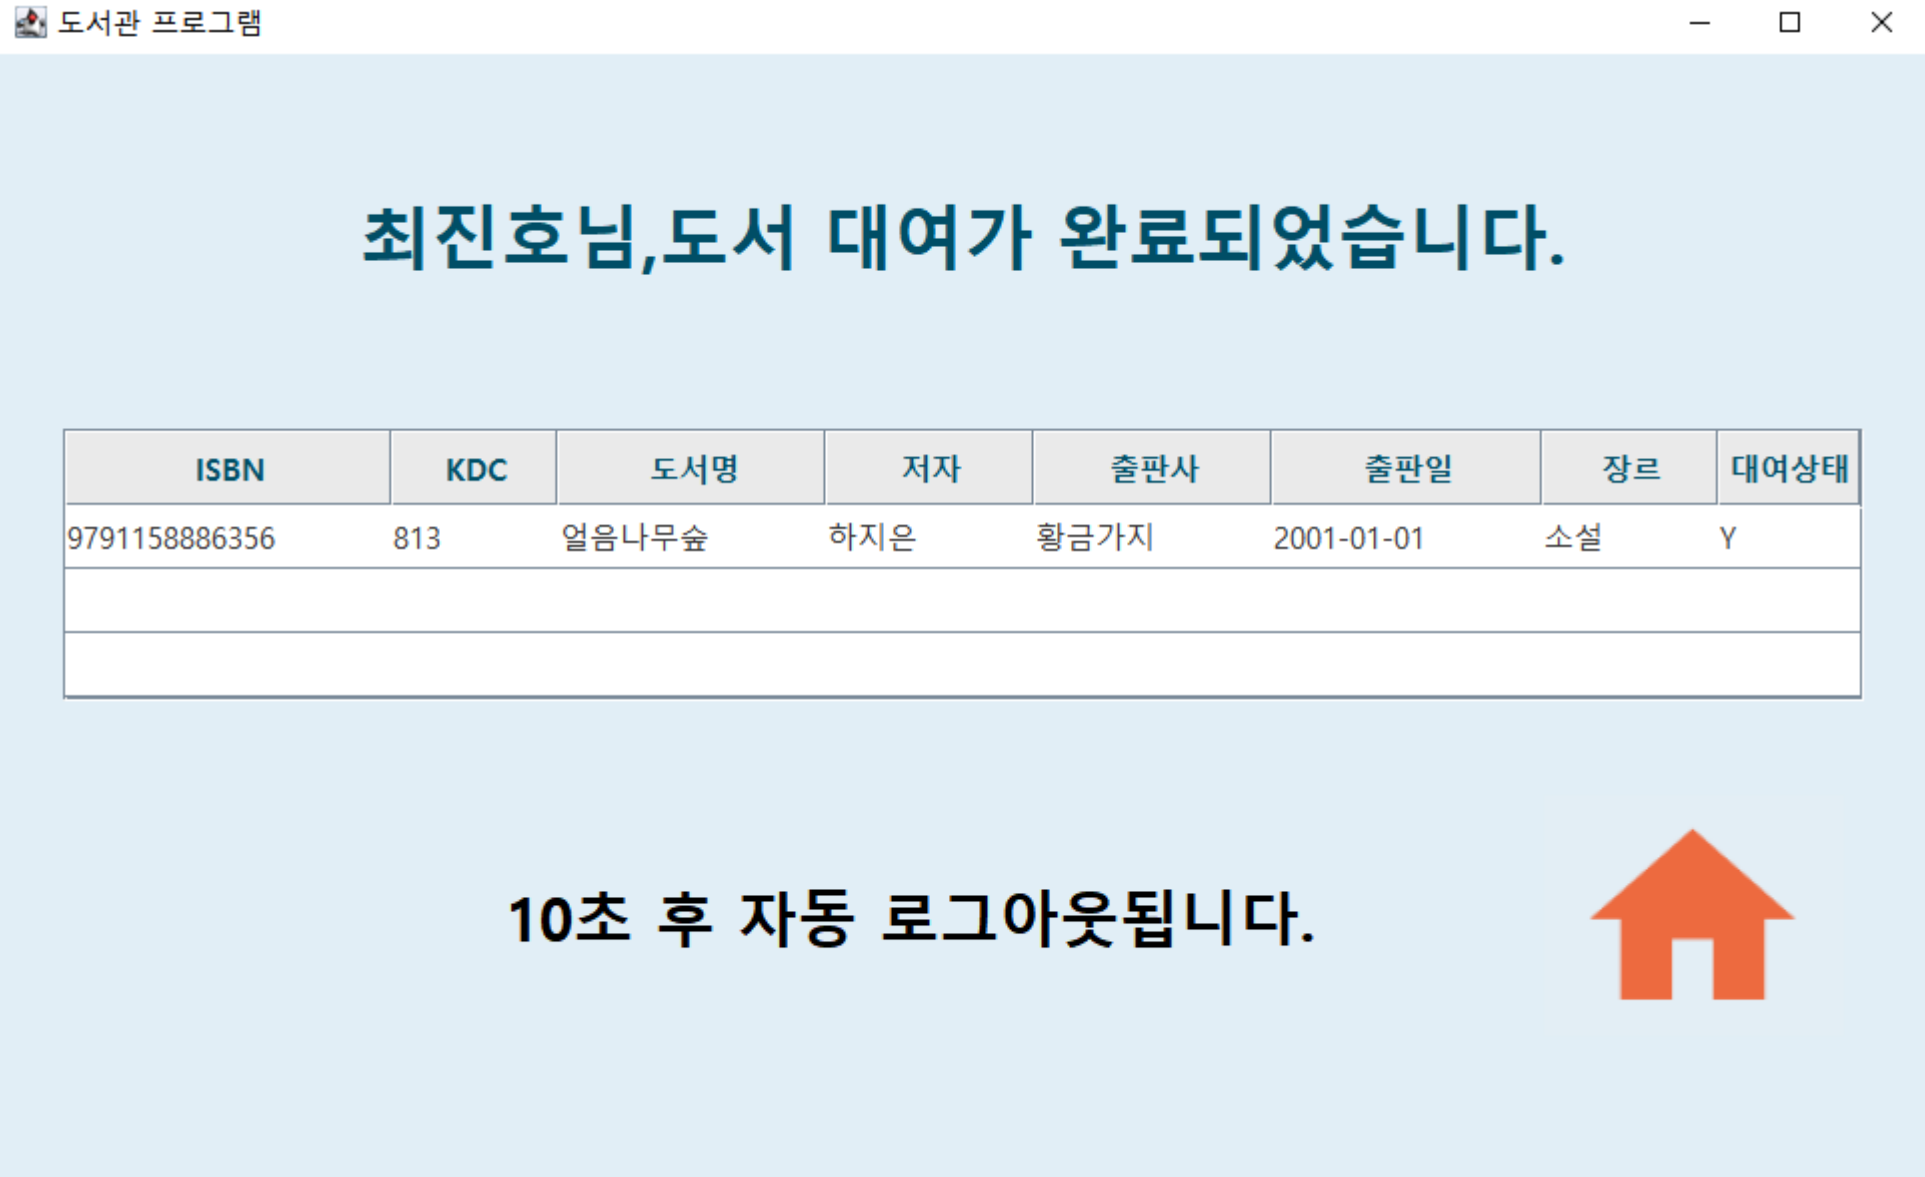 도서관 프로그램
최진호님,도서 대여가 완료되었습니다.
ISBN KDC 도서명 저자 출판사 출판일 장르 대여상태
9791158886356 813 얼음나무숲 하지은 황금가지 2001-01-01 소설 Y
10초 후 자동 로그아웃됩니다.